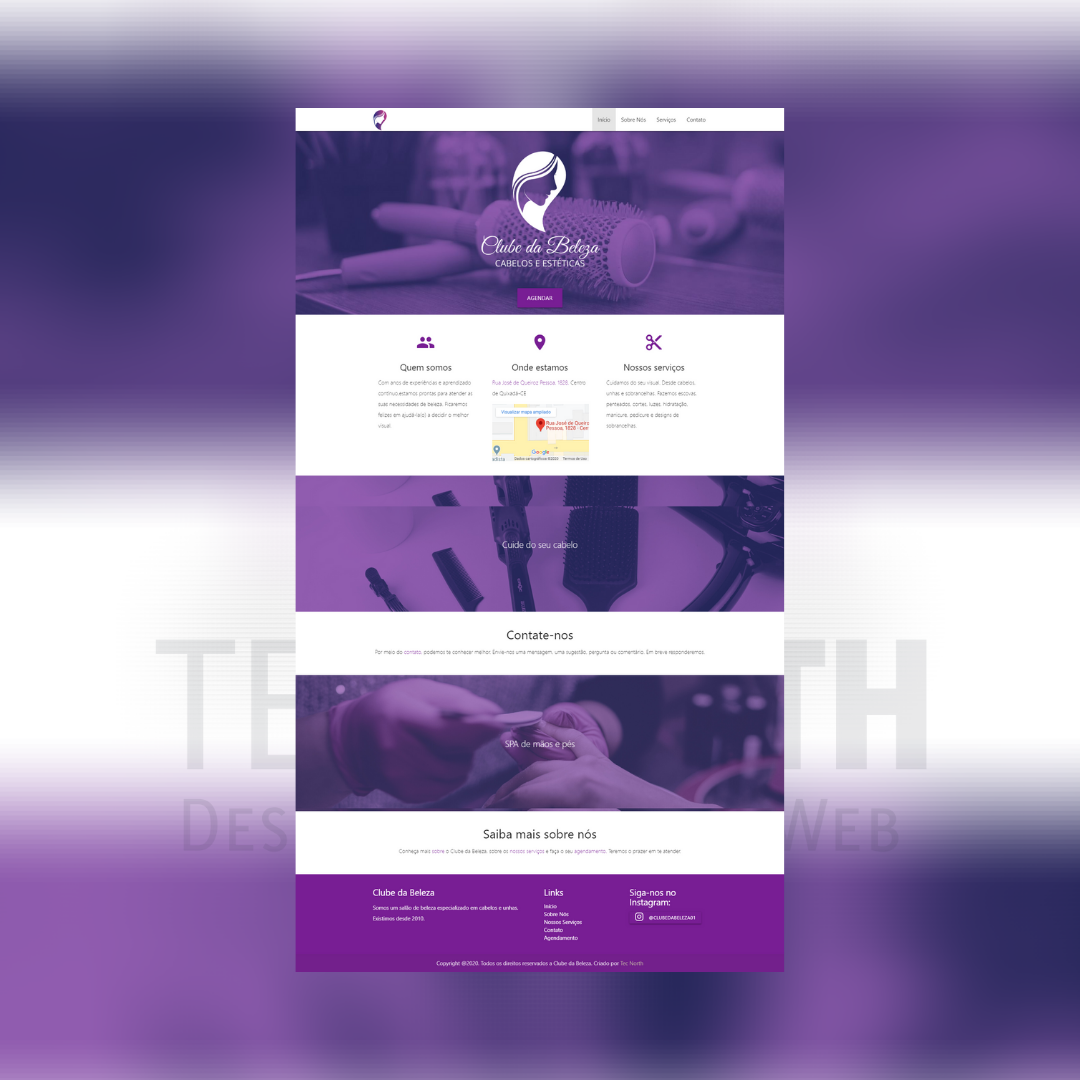 Início Sobre Nós Serviços Contato
Clube da Beleza
CABELOS E ESTÉTICAS
AGENDAR
Quem somos
Com anos de experiências e aprendizado
contínuo,estamos prontas para atender as
suas necessidades de beleza. Ficaremos
felizes em ajudá-la(o) a decidir o melhor
visual.
Onde estamos
Rua José de Queiroz Pessoa, 1828, Centro
de Quixadá-CE
Visualizar mapa ampliado
Rua José de Queiro
Pessoa, 1828 - Cen
Google
Dados cartográficos ©2020 Termos de Uso
Nossos serviços
Cuidamos do seu visual. Desde cabelos,
unhas e sobrancelhas. Fazemos escovas,
penteados, cortes, luzes, hidratação,
manicure, pedicure e designs de
sobrancelhas.
Cuide do seu cabelo
Contate-nos
Por meio do contato, podemos te conhecer melhor. Envie-nos uma mensagem, uma sugestão, pergunta ou comentário. Em breve responderemos.
SPA de mãos e pés
Saiba mais sobre nós
Conheça mais sobre o Clube da Beleza, sobre os nossos serviços e faça o seu agendamento. Teremos o prazer em te atender.
Clube da Beleza
Somos um salão de beleza especializado em cabelos e unhas.
Existimos desde 2010.
Links
Início
Sobre Nós
Nossos Serviços
Contato
Agendamento
Siga-nos no
Instagram:
@CLUBEDABELEZA01
Copyright @2020. Todos os direitos reservados a Clube da Beleza. Criado por Tec North
TE
TH
DES
WEB